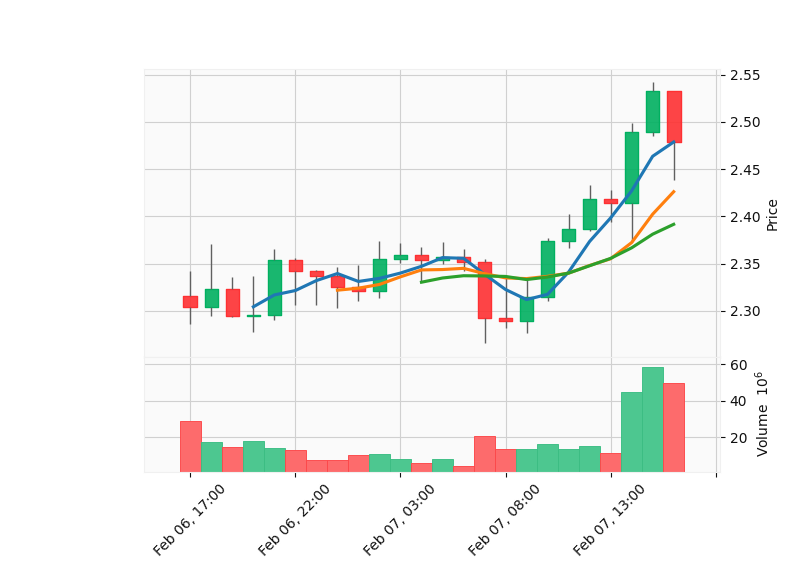 2.55
2.50
2.45
2.40
2.35
2.30
Price
60
40
20
Volume 10^6
Feb 06, 17:00
Feb 06, 22:00
Feb 07, 03:00
Feb 07, 08:00
Feb 07, 13:00